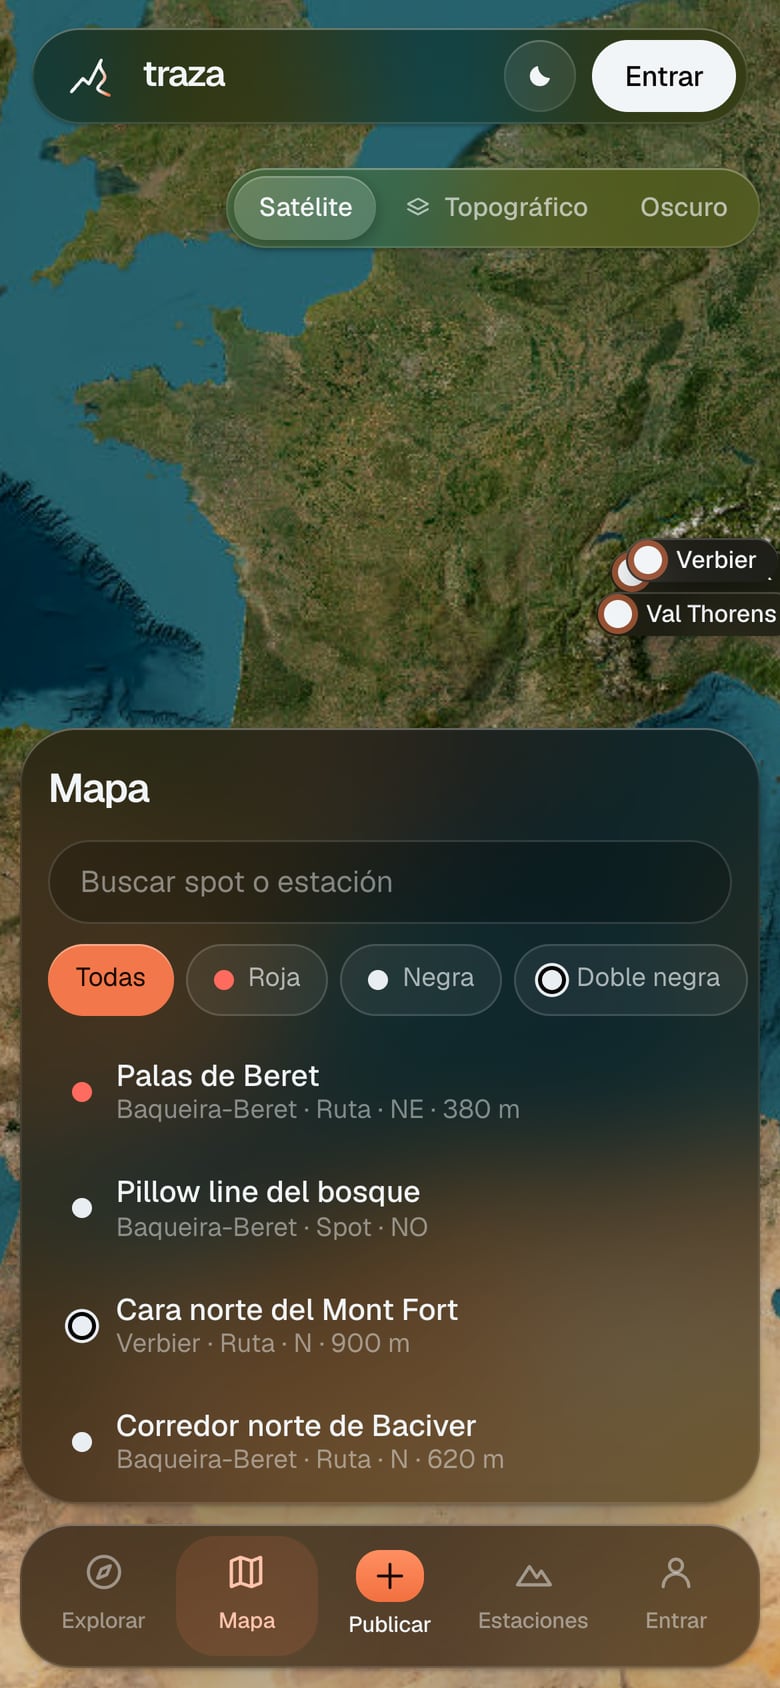 traza
Entrar
Satélite
Topográfico
Oscuro
Verbier
Val Thorens
Mapa
Buscar spot o estación
Todas
Roja
Negra
Doble negra
Palas de Beret
Baqueira-Beret · Ruta · NE · 380 m
Pillow line del bosque
Baqueira-Beret · Spot · NO
Cara norte del Mont Fort
Verbier · Ruta · N · 900 m
Corredor norte de Baciver
Baqueira-Beret · Ruta · N · 620 m
Explorar
Mapa
Publicar
Estaciones
Entrar